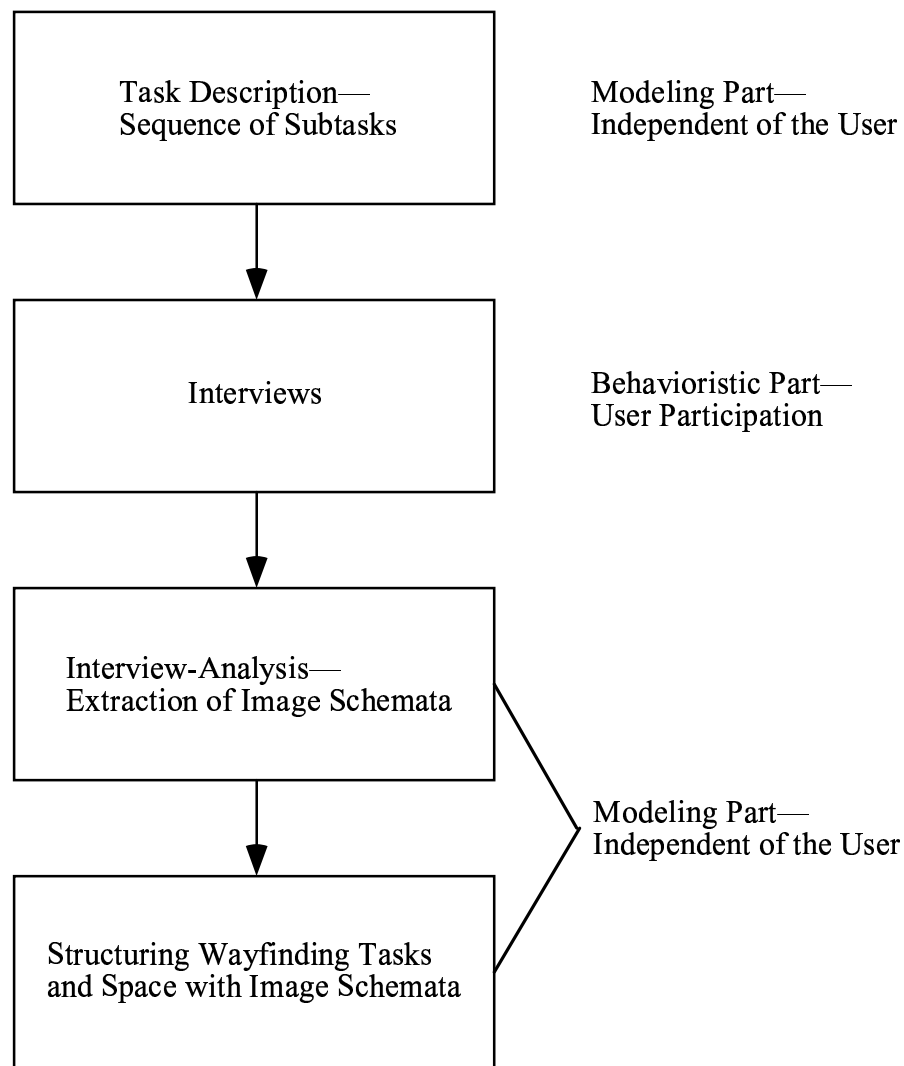 Task Description—
Sequence of Subtasks
Modeling Part—
Independent of the User
Interviews
Behavioristic Part—
User Participation
Interview-Analysis—
Extraction of Image Schemata
Modeling Part—
Independent of the User
Structuring Wayfinding Tasks
and Space with Image Schemata